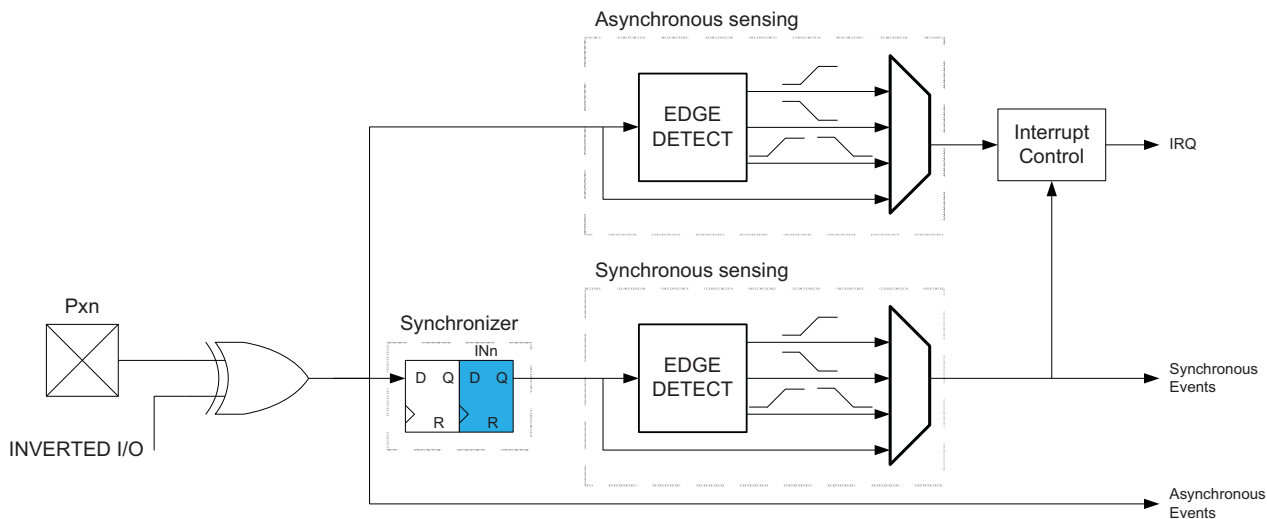 Asynchronous sensing
EDGE
DETECT
Interrupt
Control
IRQ
Synchronous sensing
Pxn
Synchronizer
INn
D Q D Q
R R
EDGE
DETECT
Synchronous
Events
INVERTED I/O
Asynchronous
Events